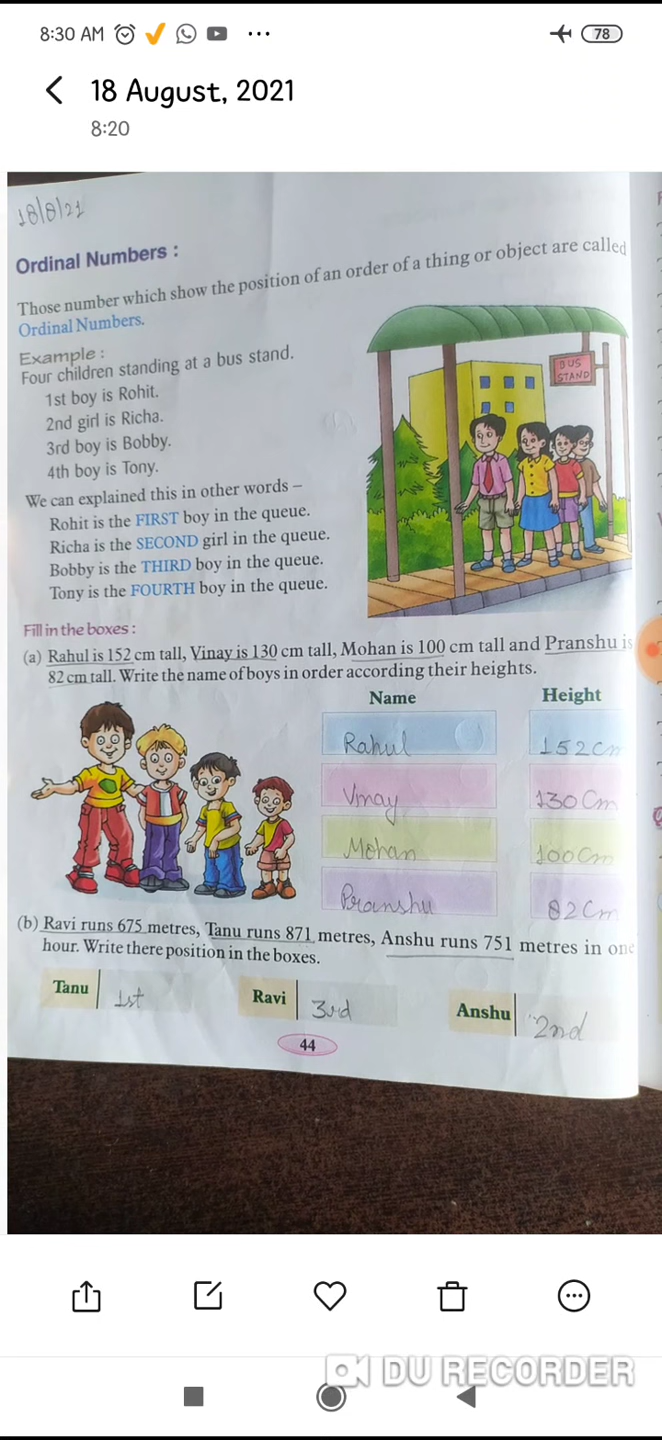 8:30 AM ... 78
18 August, 2021
8:20
18/8/21
Ordinal Numbers :
Those number which show the position of an order of a thing or object are called
Ordinal Numbers.
Example :
Four children standing at a bus stand.
1st boy is Rohit.
2nd girl is Richa.
3rd boy is Bobby.
4th boy is Tony.
We can explained this in other words –
Rohit is the FIRST boy in the queue.
Richa is the SECOND girl in the queue.
Bobby is the THIRD boy in the queue.
Tony is the FOURTH boy in the queue.
BUS
STAND
Fill in the boxes :
(a) Rahul is 152 cm tall, Vinay is 130 cm tall, Mohan is 100 cm tall and Pranshu is
82 cm tall. Write the name of boys in order according their heights.
Name Height
Rahul 152cm
Vinay 130 Cm
Mohan 100 Cm
Pranshu 82 Cm
(b) Ravi runs 675 metres, Tanu runs 871 metres, Anshu runs 751 metres in one
hour. Write there position in the boxes.
Tanu 1st Ravi 3rd Anshu 2nd
44
DU RECORDER